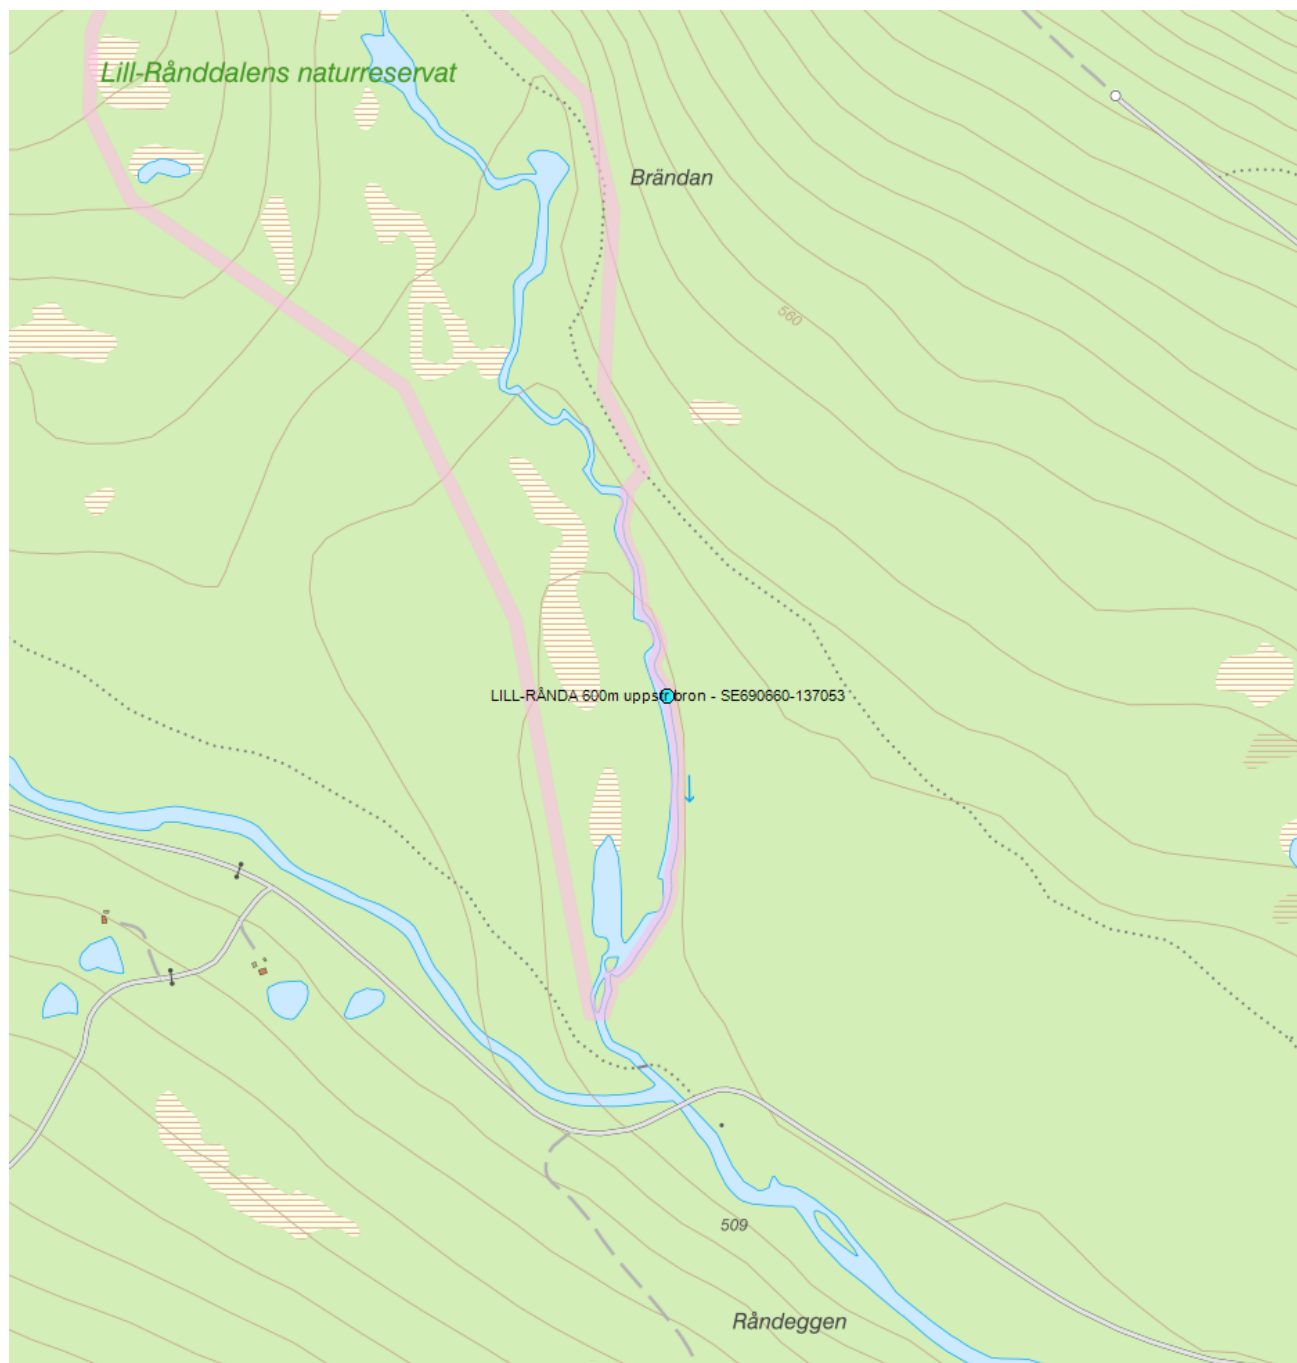 Lill-Rånddalens naturreservat
Brändan
560
LILL-RÅNDA 600m uppstr bron - SE690660-137053
509
Råndeggen